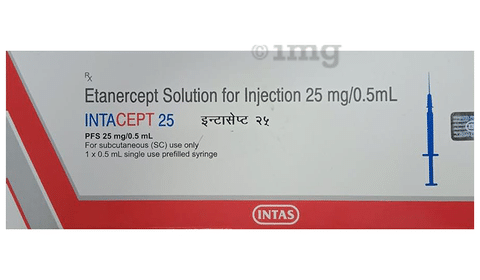 ©1mg
Rx
Etanercept Solution for Injection 25 mg/0.5mL
INTACEPT 25 इन्टासेप्ट २५
PFS 25 mg/0.5 mL
For subcutaneous (SC) use only
1 x 0.5 mL single use prefilled syringe
INTAS